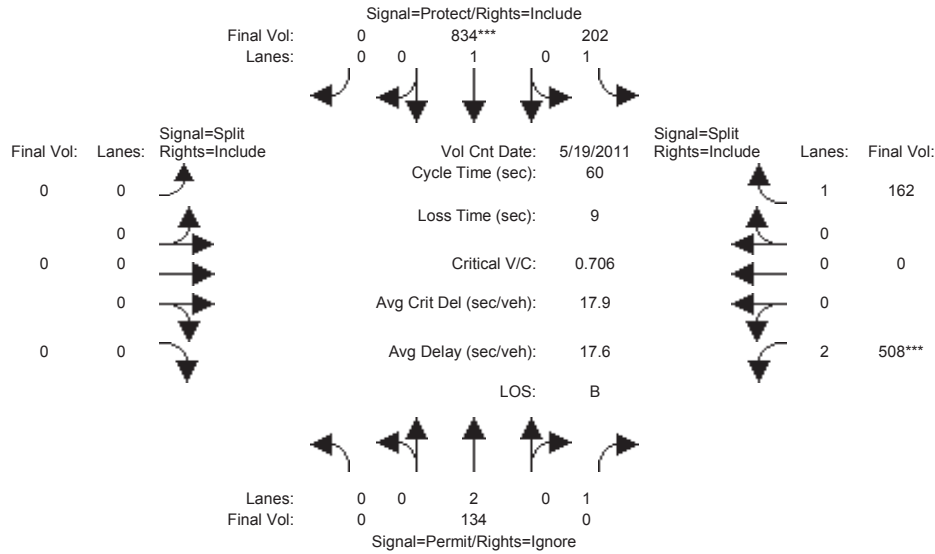 Signal=Protect/Rights=Include
Final Vol: 0 834*** 202
Lanes: 0 0 1 0 1
Signal=Split Signal=Split
Final Vol: Lanes: Rights=Include Vol Cnt Date: 5/19/2011 Rights=Include Lanes: Final Vol:
Cycle Time (sec): 60
0 0 1 162
Loss Time (sec): 9
0 0
0 0 Critical V/C: 0.706 0 0
0 Avg Crit Del (sec/veh): 17.9 0
0 0 Avg Delay (sec/veh): 17.6 2 508***
LOS: B
Lanes: 0 0 2 0 1
Final Vol: 0 134 0
Signal=Permit/Rights=Ignore